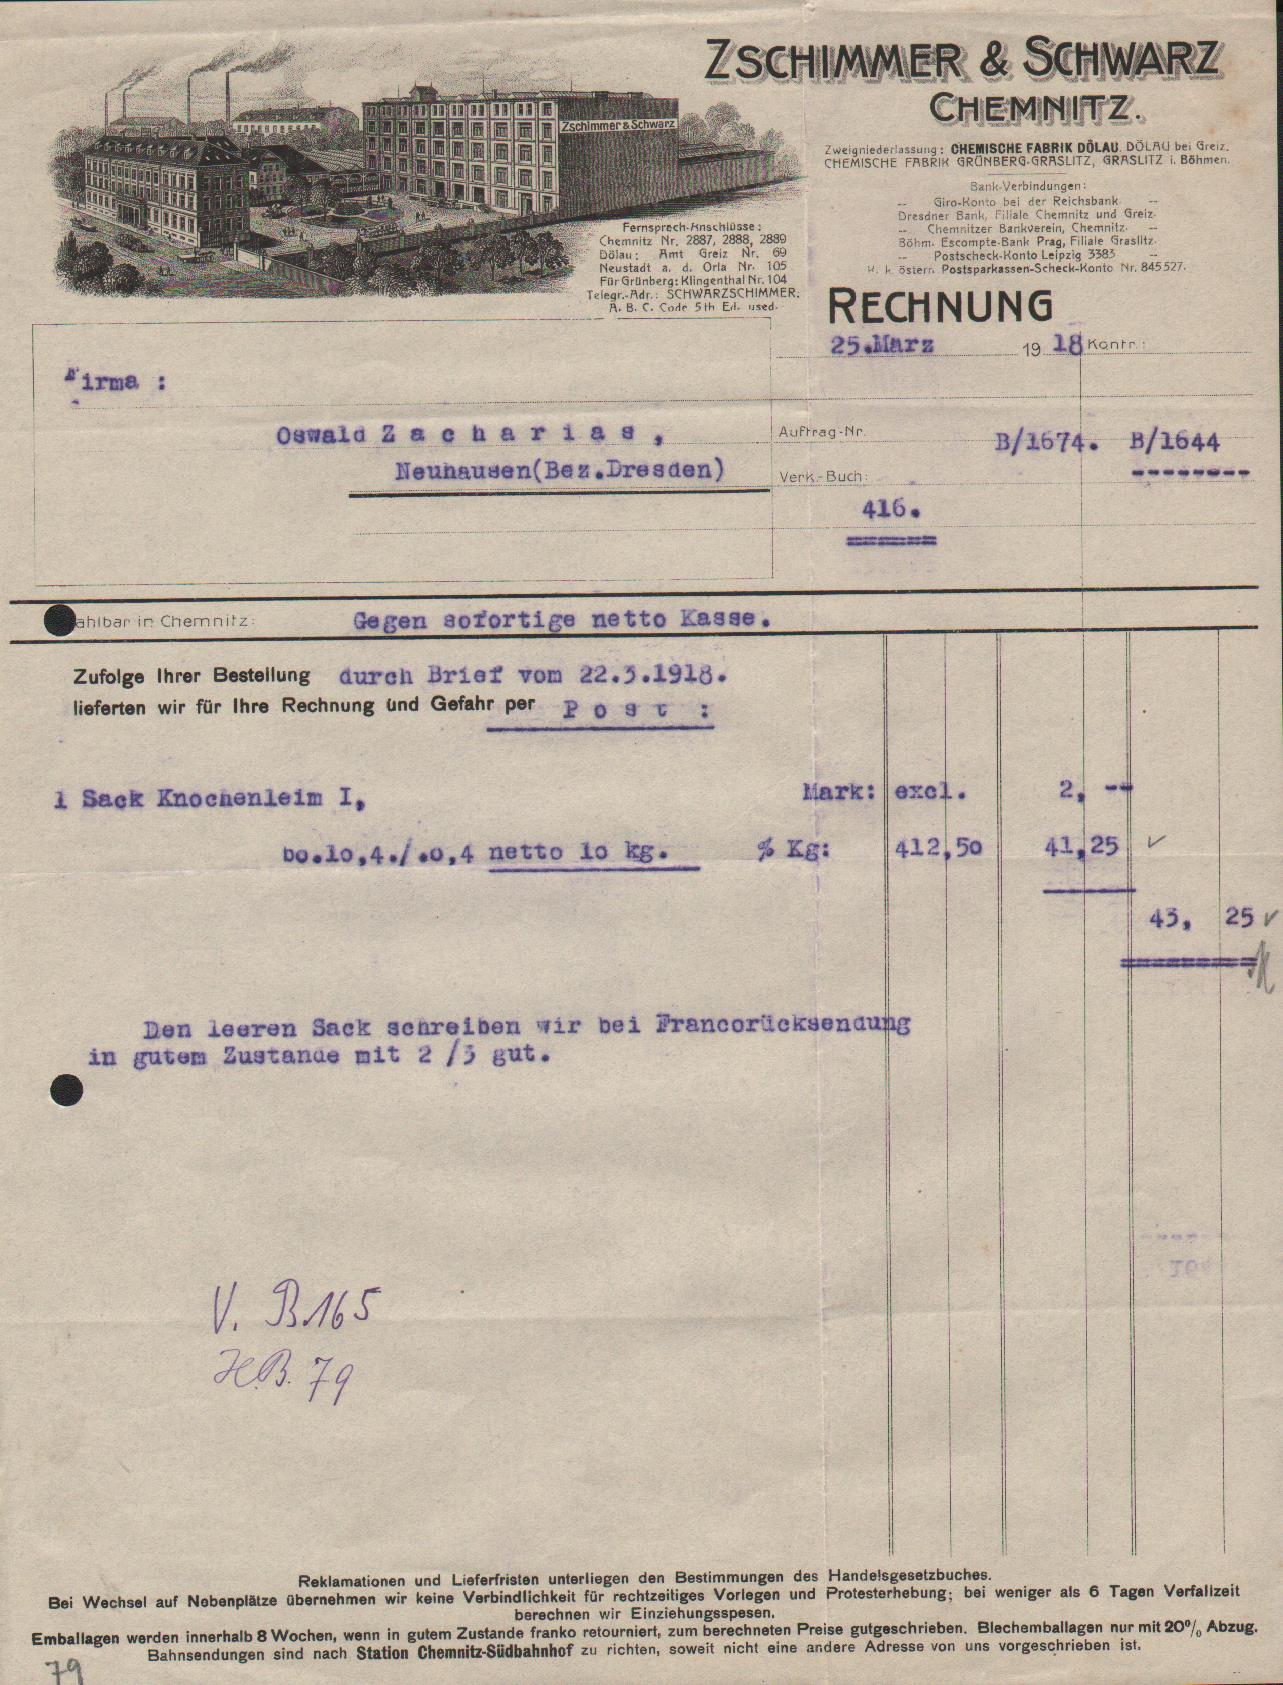 ZSCHIMMER & SCHWARZ
CHEMNITZ.
Zschimmer & Schwarz
Zweigniederlassung: CHEMISCHE FABRIK DÖLAU. DÖLAU bei Greiz.
CHEMISCHE FABRIK GRÜNBERG-GRASLITZ, GRASLITZ i. Böhmen.
Bank-Verbindungen:
-- Giro-Konto bei der Reichsbank. --
Dresdner Bank, Filiale Chemnitz und Greiz.
-- Chemnitzer Bankverein, Chemnitz. --
Böhm. Escompte-Bank Prag, Filiale Graslitz.
-- Postscheck-Konto Leipzig 3383 --
K. k. österr. Postsparkassen-Scheck-Konto Nr. 845527.
Fernsprech-Anschlüsse:
Chemnitz Nr. 2887, 2888, 2889
Dölau: Amt Greiz Nr. 69
Neustadt a. d. Orla Nr. 105
Für Grünberg: Klingenthal Nr. 104
Telegr.-Adr.: SCHWARZSCHIMMER.
A. B. C. Code 5th Ed. used.
RECHNUNG
25.Marz 1918 Kontr.:
Firma :
Oswald Zacharias,
Neuhausen(Bez.Dresden)
Auftrag-Nr. B/1674. B/1644
Verk.-Buch:
416.
ahlbar in Chemnitz: Gegen sofortige netto Kasse.
Zufolge Ihrer Bestellung durch Brief vom 22.3.1918.
lieferten wir für Ihre Rechnung und Gefahr per Post :
1 Sack Knochenleim I, Mark: excl. 2, --
bo.1o,4./.o,4 netto 1o kg. % Kg: 412,50 41,25
43, 25
Den leeren Sack schreiben wir bei Francorücksendung
in gutem Zustande mit 2 /3 gut.
V. B. 165
H.B. 79
Reklamationen und Lieferfristen unterliegen den Bestimmungen des Handelsgesetzbuches.
Bei Wechsel auf Nebenplätze übernehmen wir keine Verbindlichkeit für rechtzeitiges Vorlegen und Protesterhebung; bei weniger als 6 Tagen Verfallzeit
berechnen wir Einziehungsspesen.
Emballagen werden innerhalb 8 Wochen, wenn in gutem Zustande franko retourniert, zum berechneten Preise gutgeschrieben. Blechemballagen nur mit 20% Abzug.
Bahnsendungen sind nach Station Chemnitz-Südbahnhof zu richten, soweit nicht eine andere Adresse von uns vorgeschrieben ist.
79